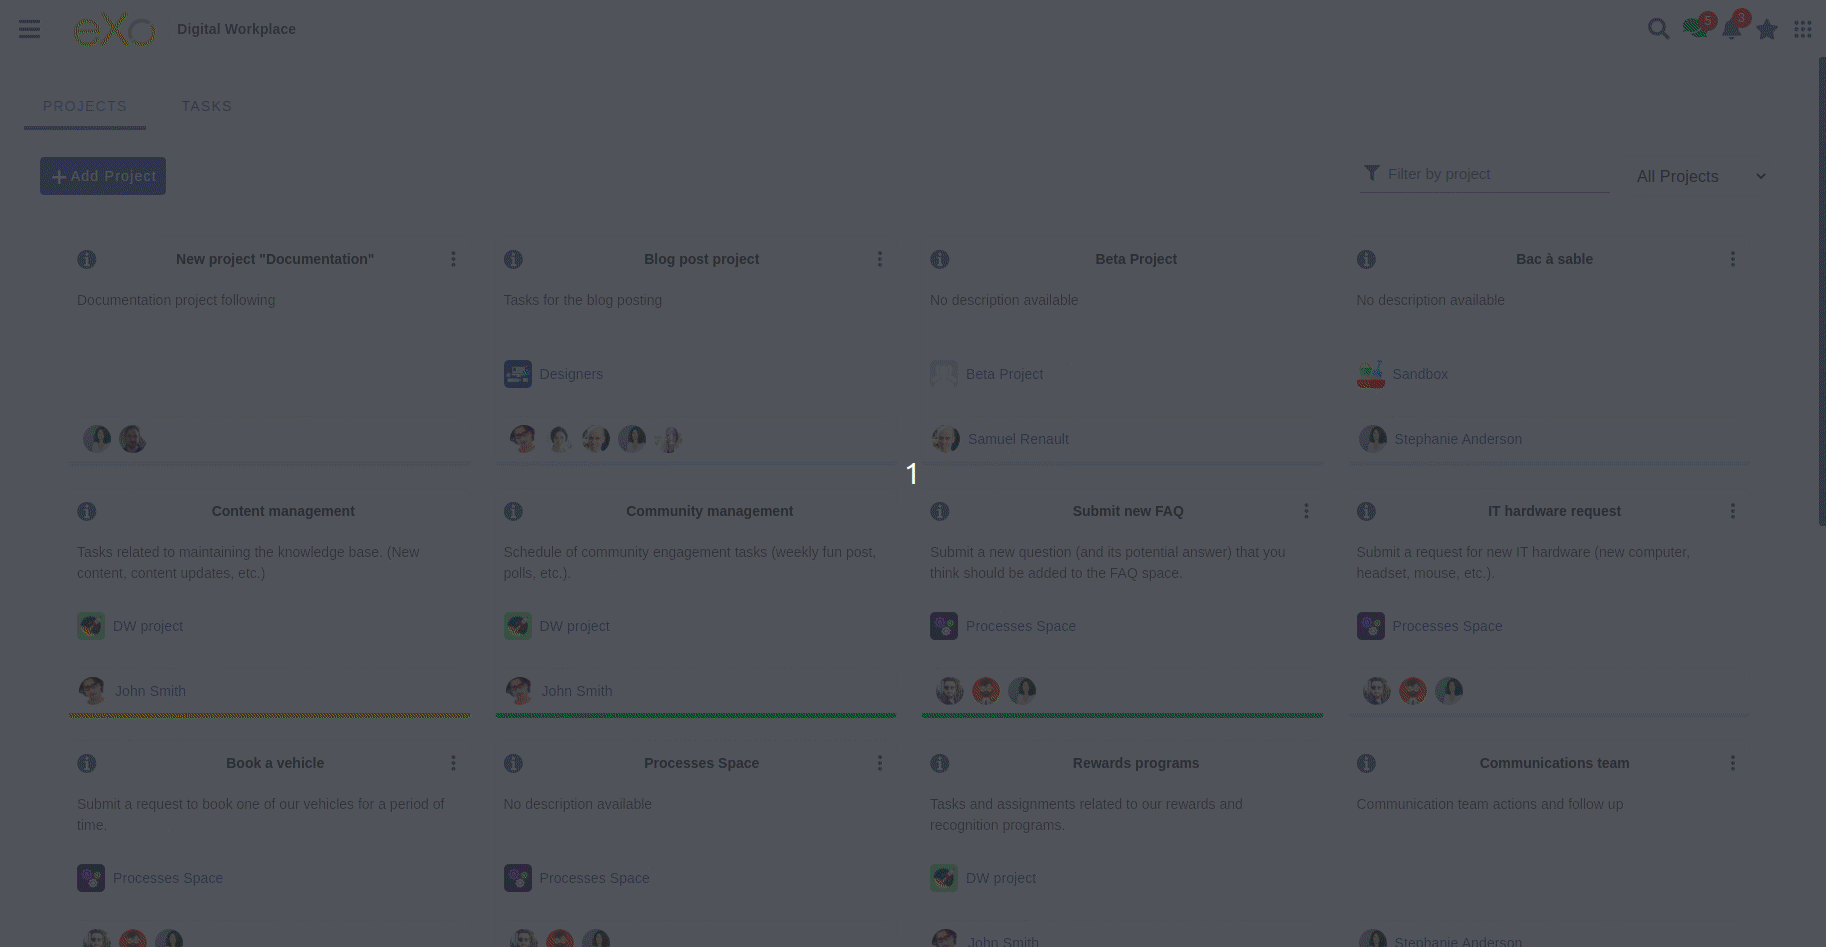 eXo Digital Workplace 5 3
PROJECTS TASKS
Add Project Filter by project All Projects
New project "Documentation"
Documentation project following
Blog post project
Tasks for the blog posting
Designers
Beta Project
No description available
Beta Project
Samuel Renault
Bac à sable
No description available
Sandbox
Stephanie Anderson
1
Content management
Tasks related to maintaining the knowledge base. (New
content, content updates, etc.)
DW project
John Smith
Community management
Schedule of community engagement tasks (weekly fun post,
polls, etc.).
DW project
John Smith
Submit new FAQ
Submit a new question (and its potential answer) that you
think should be added to the FAQ space.
Processes Space
IT hardware request
Submit a request for new IT hardware (new computer,
headset, mouse, etc.).
Processes Space
Book a vehicle
Submit a request to book one of our vehicles for a period of
time.
Processes Space
Processes Space
No description available
Processes Space
Rewards programs
Tasks and assignments related to our rewards and
recognition programs.
DW project
John Smith
Communications team
Communication team actions and follow up
Stephanie Anderson